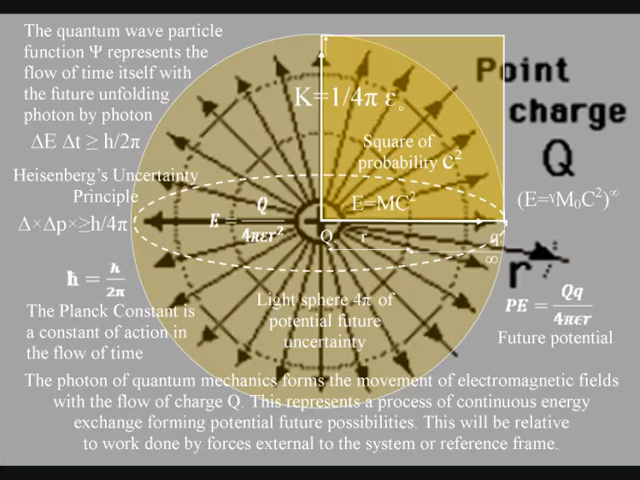 The quantum wave particle
function Ψ represents the
flow of time itself with
the future unfolding
photon by photon
ΔE Δt ≥ h/2π
Heisenberg's Uncertainty
Principle
Δ×Δp×≥h/4π
ħ = h/2π
The Planck Constant is
a constant of action in
the flow of time
K=1/4π ε°
Square of
probability C²
E=MC²
E = Q/4πεr²
Q
r
q
∞
Light sphere 4π of
potential future
uncertainty
Point
charge
Q
(E=γM₀C²)∞
r
PE = Qq/4πϵr
Future potential
The photon of quantum mechanics forms the movement of electromagnetic fields
with the flow of charge Q. This represents a process of continuous energy
exchange forming potential future possibilities. This will be relative
to work done by forces external to the system or reference frame.